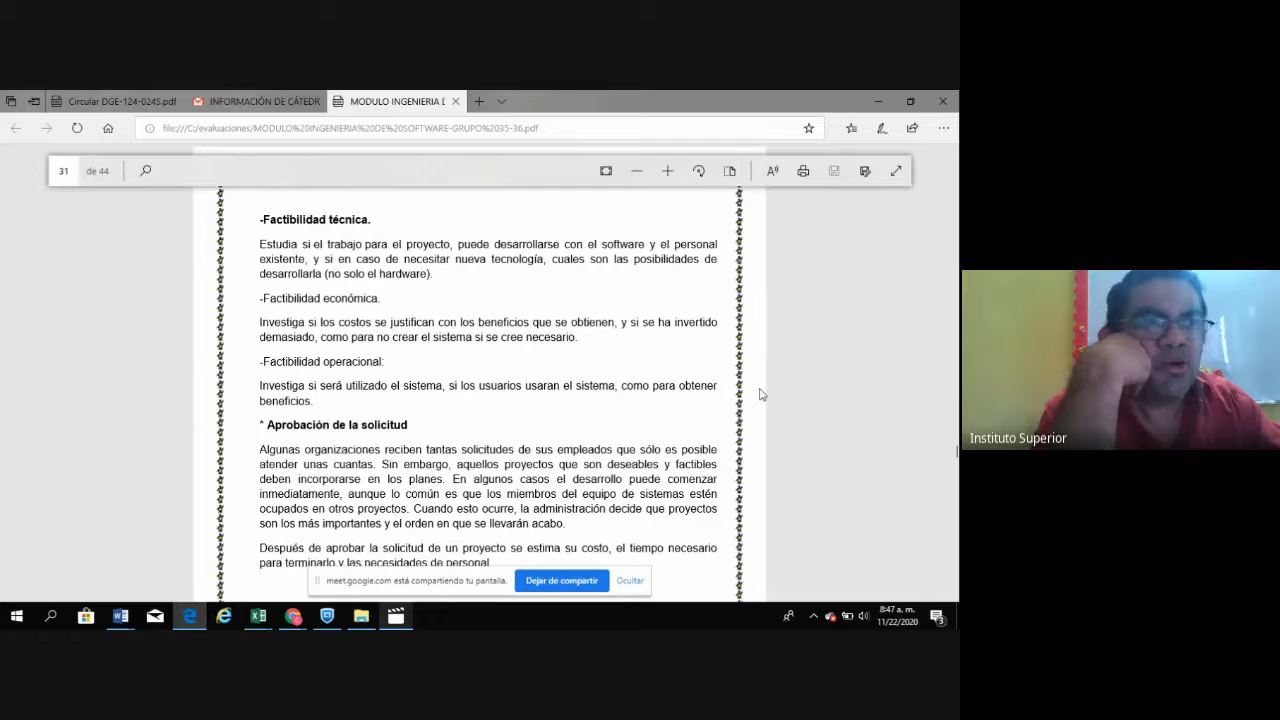 Circular DGE-124-0245.pdf
INFORMACIÓN DE CÁTEDR
MODULO INGENIERIA D
file:///C:/evaluaciones/MODULO%20INGENIERIA%20DE%20SOFTWARE-GRUPO%2035-36.pdf
31 de 44
-Factibilidad técnica.
Estudia si el trabajo para el proyecto, puede desarrollarse con el software y el personal
existente, y si en caso de necesitar nueva tecnología, cuales son las posibilidades de
desarrollarla (no solo el hardware).
-Factibilidad económica.
Investiga si los costos se justifican con los beneficios que se obtienen, y si se ha invertido
demasiado, como para no crear el sistema si se cree necesario.
-Factibilidad operacional:
Investiga si será utilizado el sistema, si los usuarios usaran el sistema, como para obtener
beneficios.
* Aprobación de la solicitud
Algunas organizaciones reciben tantas solicitudes de sus empleados que sólo es posible
atender unas cuantas. Sin embargo, aquellos proyectos que son deseables y factibles
deben incorporarse en los planes. En algunos casos el desarrollo puede comenzar
inmediatamente, aunque lo común es que los miembros del equipo de sistemas estén
ocupados en otros proyectos. Cuando esto ocurre, la administración decide que proyectos
son los más importantes y el orden en que se llevarán acabo.
Después de aprobar la solicitud de un proyecto se estima su costo, el tiempo necesario
para terminarlo y las necesidades de personal
meet.google.com está compartiendo tu pantalla.
Dejar de compartir
Ocultar
Instituto Superior
8:47 a. m.
11/22/2020
3